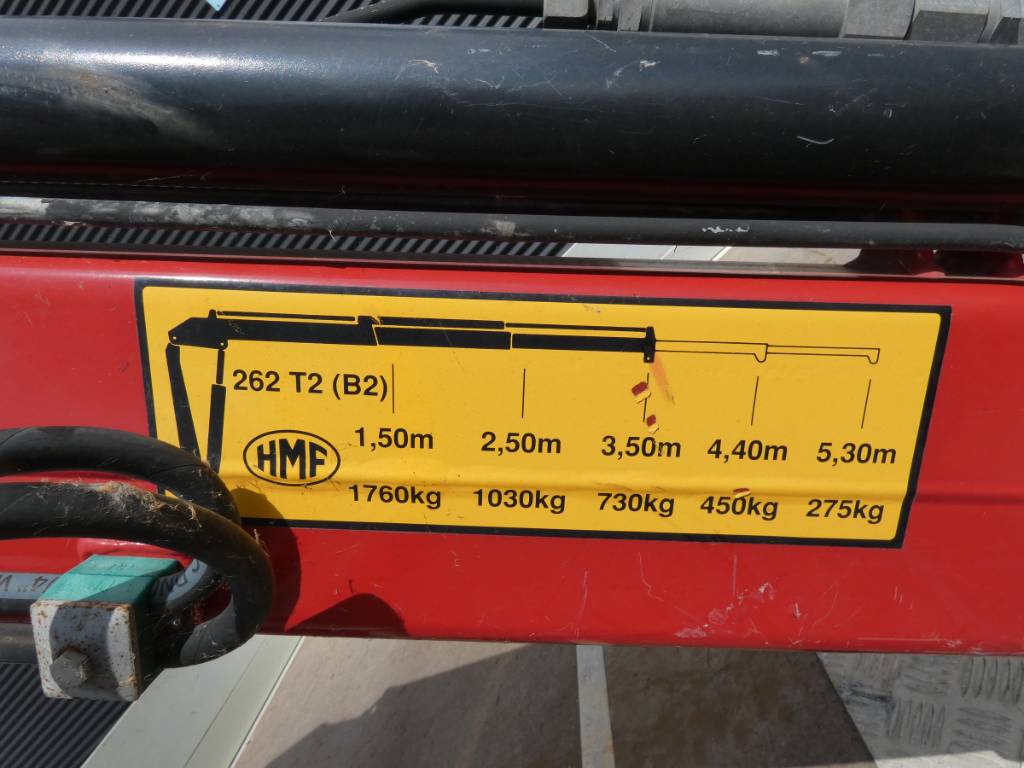 262 T2 (B2)
HMF
1,50m 2,50m 3,50m 4,40m 5,30m
1760kg 1030kg 730kg 450kg 275kg